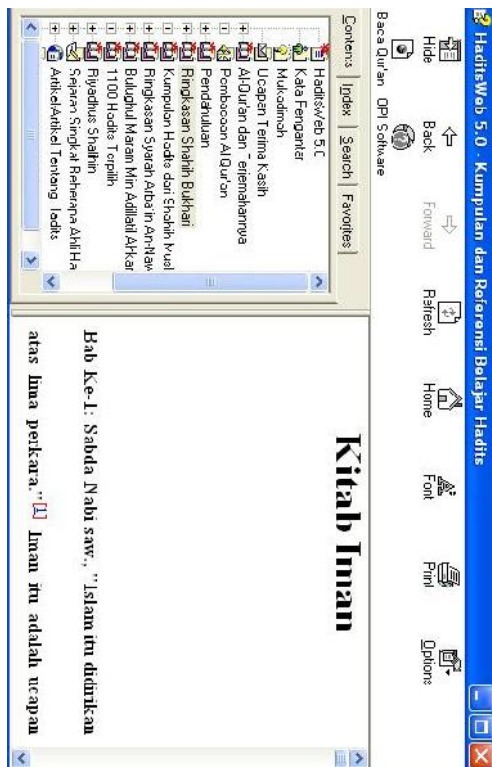 HaditsWeb 5.0 - Kumpulan dan Referensi Belajar Hadits
Hide Back Forward Refresh Home Font Print Options
Baca Qur'an OPI Software
Contents Index Search Favorites
HaditsWeb 5.0
Kata Pengantar
Mukadimah
Ucapan Terima Kasih
Al-Qur'an dan Terjemahannya
Pembacaan Al Qur'an
Pendahuluan
Ringkasan Shahih Bukhari
Kumpulan Hadits dari Shahih Musl
Ringkasan Syarah Arba'in An-Naw
Bulughul Maram Min Adillatil Ahkar
1100 Hadits Terpilih
Riyadhus Shalihin
Sejarah Singkat Beberapa Ahli Ha
Artikel-Artikel Tentang Hadits
Kitab Iman
Bab Ke-1: Sabda Nabi saw., "Islam itu didirikan
atas lima perkara."[1] Iman itu adalah ucapan